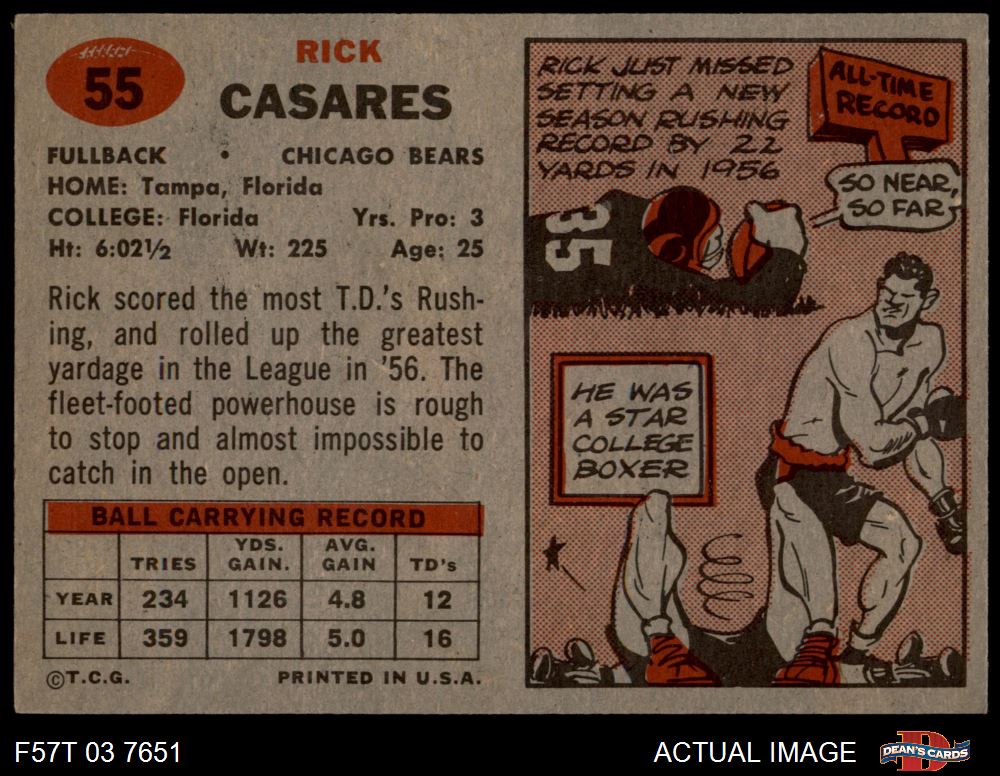 55
RICK
CASARES
FULLBACK • CHICAGO BEARS
HOME: Tampa, Florida
COLLEGE: Florida Yrs. Pro: 3
Ht: 6:02½ Wt: 225 Age: 25
Rick scored the most T.D.'s Rush-
ing, and rolled up the greatest
yardage in the League in '56. The
fleet-footed powerhouse is rough
to stop and almost impossible to
catch in the open.
BALL CARRYING RECORD
TRIES YDS. GAIN. AVG. GAIN TD's
YEAR 234 1126 4.8 12
LIFE 359 1798 5.0 16
©T.C.G. PRINTED IN U.S.A.
RICK JUST MISSED
SETTING A NEW
SEASON RUSHING
RECORD BY 22
YARDS IN 1956
ALL-TIME
RECORD
SO NEAR,
SO FAR
35
HE WAS
A STAR
COLLEGE
BOXER
F57T 03 7651
ACTUAL IMAGE
D
DEAN'S CARDS